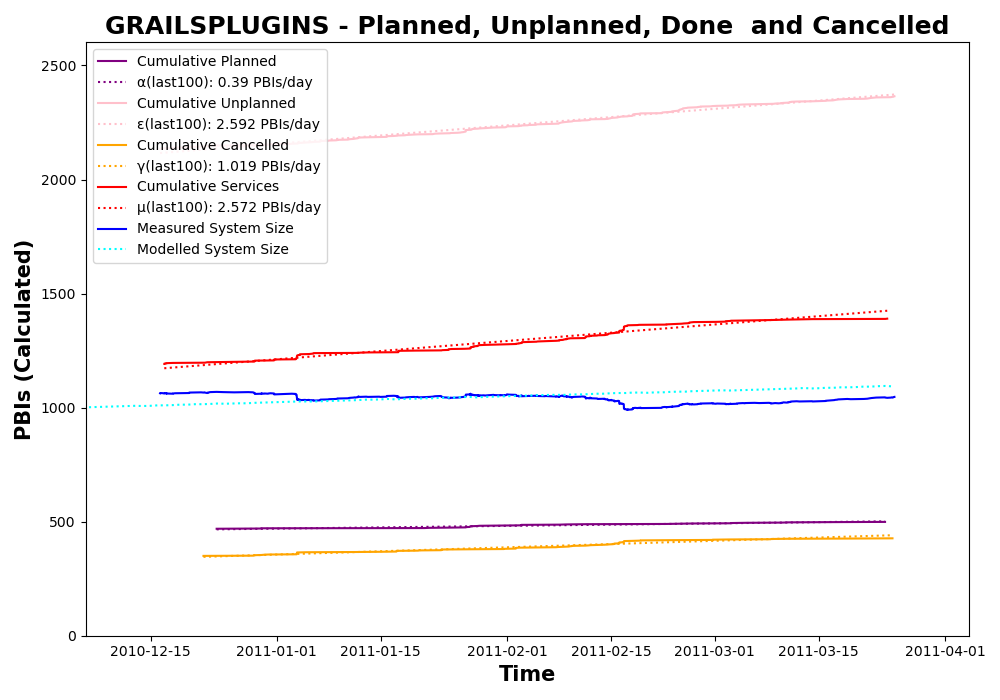 GRAILSPLUGINS - Planned, Unplanned, Done  and Cancelled
Cumulative Planned
α(last100): 0.39 PBIs/day
Cumulative Unplanned
ε(last100): 2.592 PBIs/day
Cumulative Cancelled
γ(last100): 1.019 PBIs/day
Cumulative Services
μ(last100): 2.572 PBIs/day
Measured System Size
Modelled System Size
PBIs (Calculated)
2500
2000
1500
1000
500
0
2010-12-15
2011-01-01
2011-01-15
2011-02-01
2011-02-15
2011-03-01
2011-03-15
2011-04-01
Time